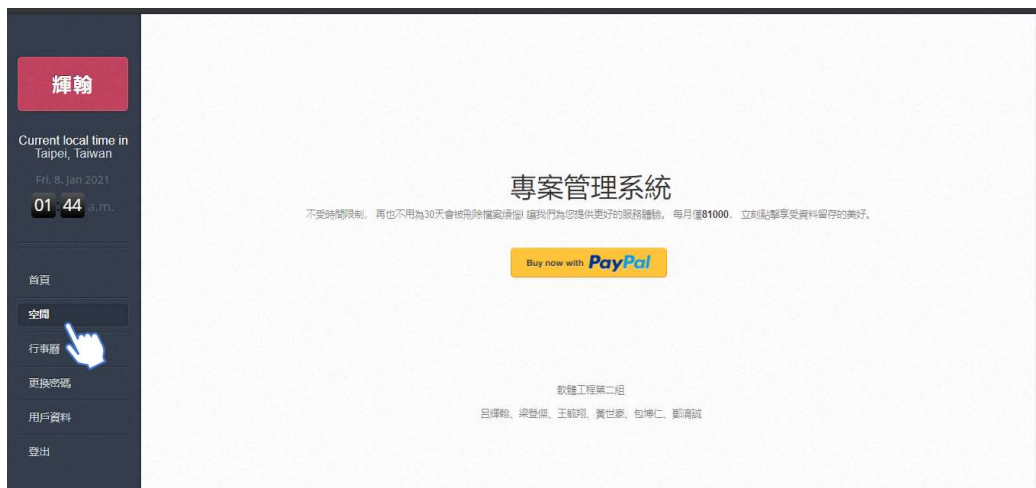 輝翰
Current local time in
Taipei, Taiwan
Fri, 8. Jan 2021
01 44 a.m.
首頁
空間
行事曆
更換密碼
用戶資料
登出
專案管理系統
不受時間限制, 再也不用為30天會被刪除檔案煩惱! 讓我們為您提供更好的服務體驗。 每月僅81000, 立刻點擊享受資料留存的美好。
Buy now with PayPal
軟體工程第二組
呂輝翰、梁登傑、王毓翔、黃世豪、包博仁、